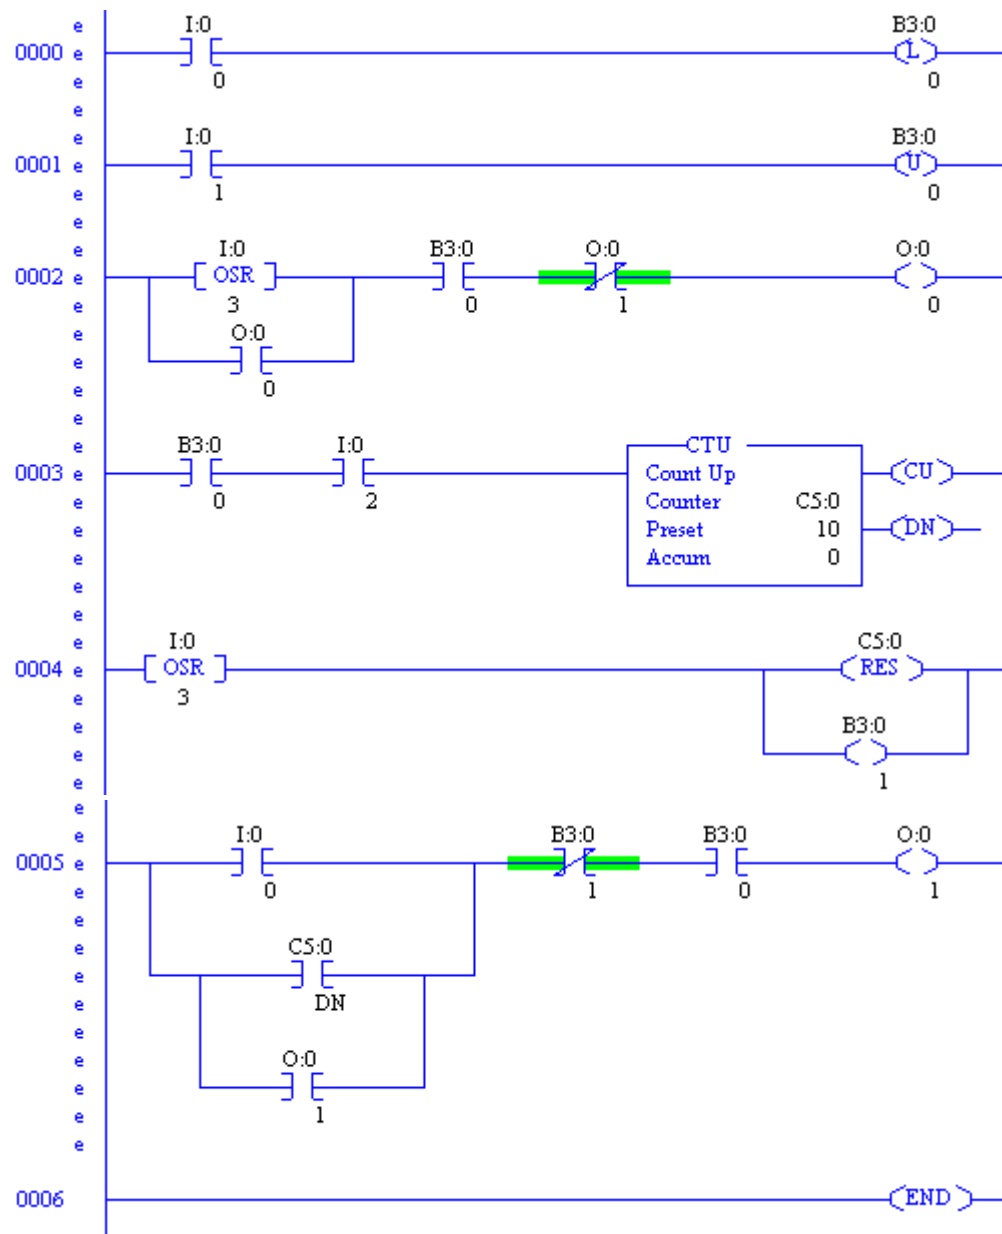 e
I:0 B3:0
0000 e L
e 0 0
e
e
I:0 B3:0
0001 e U
e 1 0
e
e
I:0 B3:0 O:0 O:0
0002 e OSR
e 3 0 1 0
e
O:0
e
e 0
e
e
B3:0 I:0 CTU
0003 e Count Up CU
e 0 2 Counter C5:0
e Preset 10 DN
e Accum 0
e
e
e
I:0 C5:0
0004 e OSR RES
e 3
e
B3:0
e
e 1
e
e
I:0 B3:0 B3:0 O:0
0005 e
e 0 1 0 1
e
e
C5:0
e
e DN
e
O:0
e
e
e 1
e
0006 END